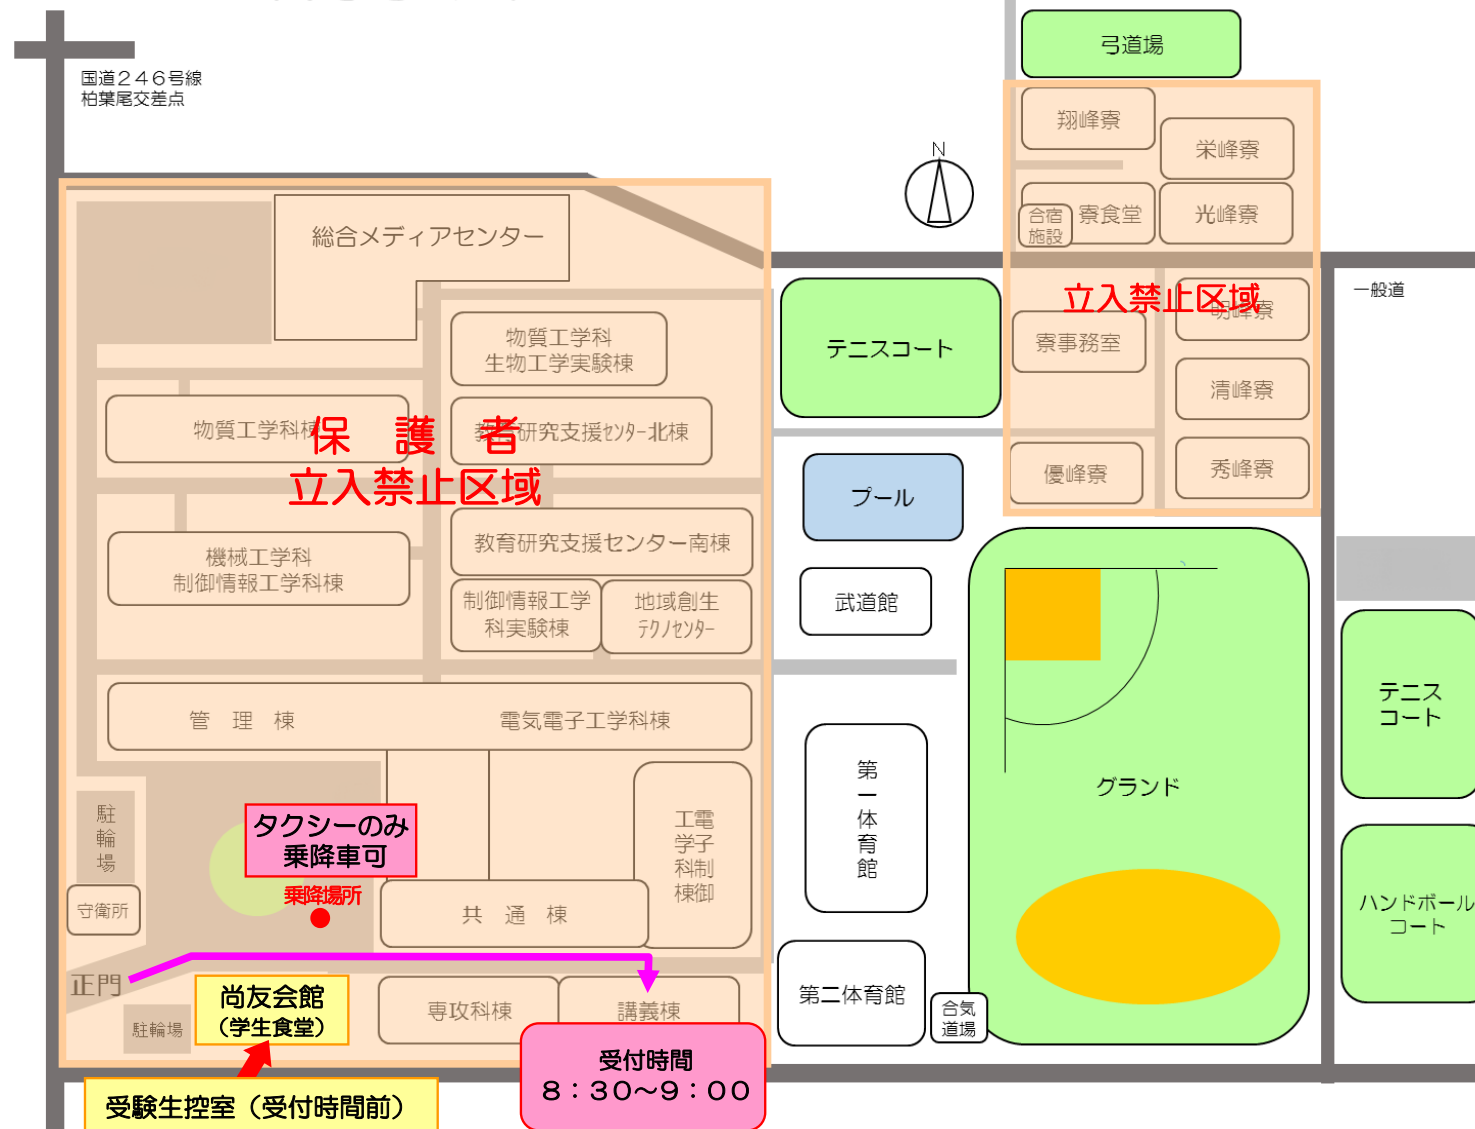 国道２４６号線
柏葉尾交差点
弓道場
翔峰寮
栄峰寮
N
合宿
施設
寮食堂
光峰寮
総合メディアセンター
立入禁止区域
一般道
明峰寮
物質工学科
生物工学実験棟
テニスコート
寮事務室
清峰寮
物質工学科棟
保　護　者
教育研究支援ｾﾝﾀｰ北棟
立入禁止区域
優峰寮
秀峰寮
プール
教育研究支援センター南棟
機械工学科
制御情報工学科棟
制御情報工学
科実験棟
地域創生
ﾃｸﾉｾﾝﾀｰ
武道館
管　理　棟
電気電子工学科棟
テニス
コート
第一体育館
グランド
駐輪場
タクシーのみ
乗降車可
電子制御
工学科棟
乗降場所
守衛所
共　通　棟
ハンドボール
コート
正門
尚友会館
（学生食堂）
専攻科棟
講義棟
第二体育館
合気
道場
駐輪場
受付時間
８：３０～９：００
受験生控室（受付時間前）